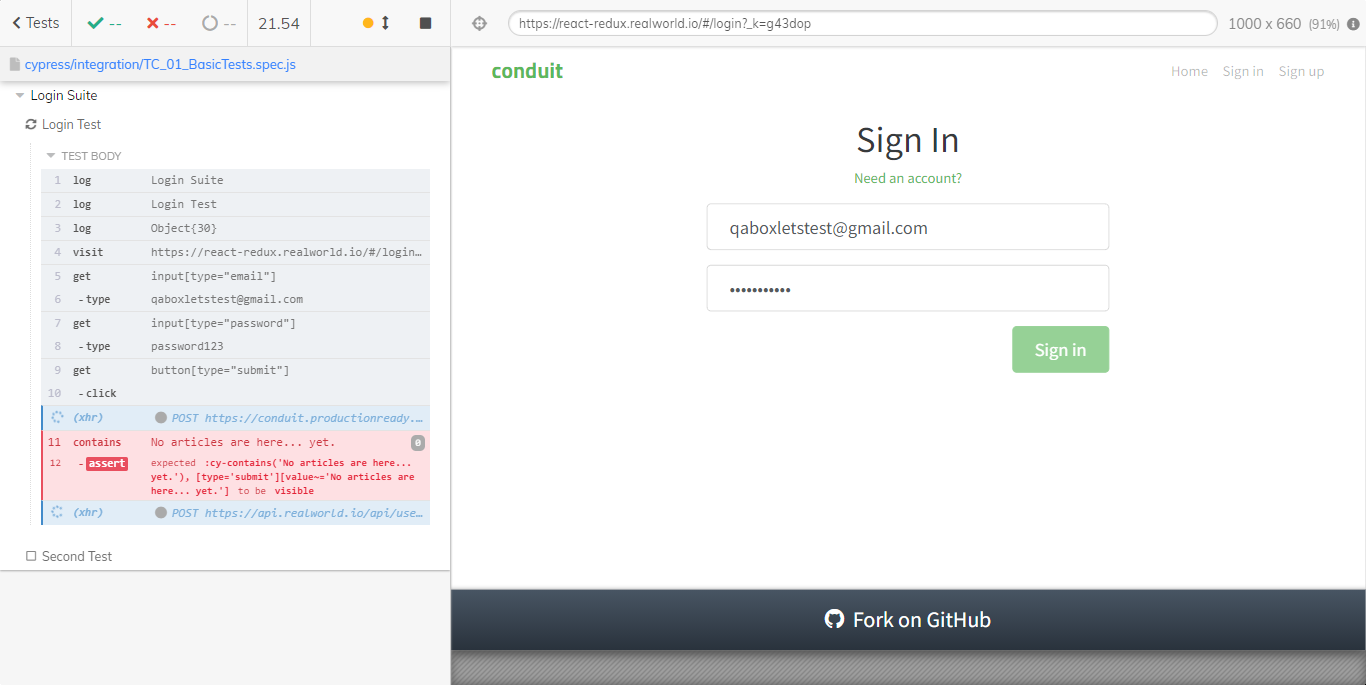 Tests -- -- -- 21.54
https://react-redux.realworld.io/#/login?_k=g43dop 1000 x 660 (91%)
cypress/integration/TC_01_BasicTests.spec.js
Login Suite
Login Test
TEST BODY
1 log Login Suite
2 log Login Test
3 log Object{30}
4 visit https://react-redux.realworld.io/#/login…
5 get input[type="email"]
6 -type qaboxletstest@gmail.com
7 get input[type="password"]
8 -type password123
9 get button[type="submit"]
10 -click
(xhr) POST https://conduit.productionready.…
11 contains No articles are here... yet. 0
12 -assert expected :cy-contains('No articles are here...
yet.'), [type='submit'][value~='No articles are
here... yet.'] to be visible
(xhr) POST https://api.realworld.io/api/use…
Second Test
conduit
Home Sign in Sign up
Sign In
Need an account?
qaboxletstest@gmail.com
•••••••••••
Sign in
Fork on GitHub